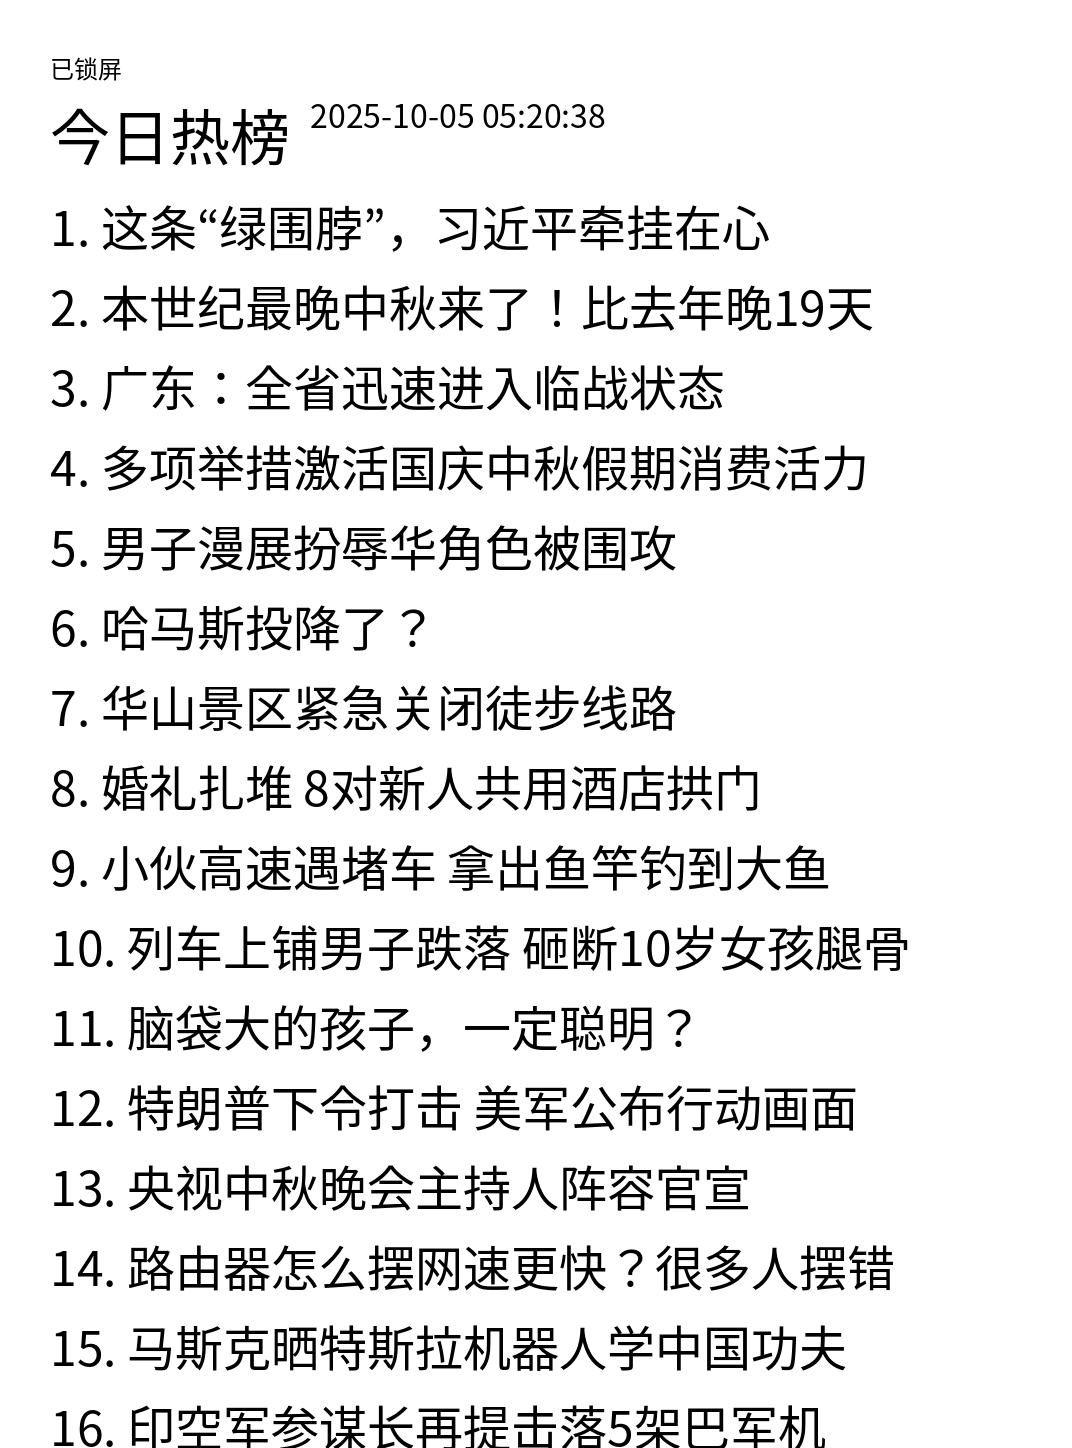 已锁屏
今日热榜 2025-10-05 05:20:38
1. 这条“绿围脖”，习近平牵挂在心
2. 本世纪最晚中秋来了！比去年晚19天
3. 广东：全省迅速进入临战状态
4. 多项举措激活国庆中秋假期消费活力
5. 男子漫展扮辱华角色被围攻
6. 哈马斯投降了？
7. 华山景区紧急关闭徒步线路
8. 婚礼扎堆 8对新人共用酒店拱门
9. 小伙高速遇堵车 拿出鱼竿钓到大鱼
10. 列车上铺男子跌落 砸断10岁女孩腿骨
11. 脑袋大的孩子，一定聪明？
12. 特朗普下令打击 美军公布行动画面
13. 央视中秋晚会主持人阵容官宣
14. 路由器怎么摆网速更快？很多人摆错
15. 马斯克晒特斯拉机器人学中国功夫
16. 印空军参谋长再提击落5架巴军机